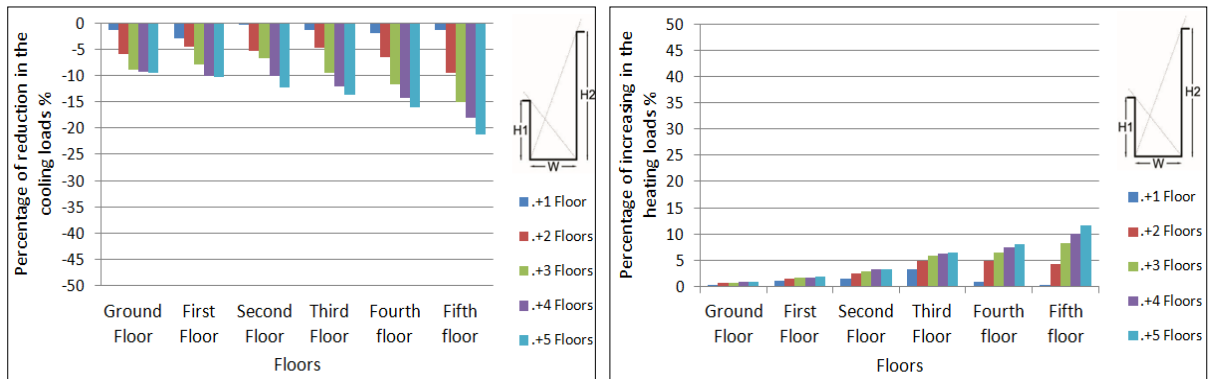 Percentage of reduction in the
cooling loads %
0
-5
-10
-15
-20
-25
-30
-35
-40
-45
-50
Ground
Floor
First
Floor
Second
Floor
Third
Floor
Fourth
floor
Fifth
floor
Floors
H1
H2
W
.+1 Floor
.+2 Floors
.+3 Floors
.+4 Floors
.+5 Floors
Percentage of increasing in the
heating loads %
50
45
40
35
30
25
20
15
10
5
0
Ground
Floor
First
Floor
Second
Floor
Third
Floor
Fourth
floor
Fifth
floor
Floors
H1
H2
W
.+1 Floor
.+2 Floors
.+3 Floors
.+4 Floors
.+5 Floors